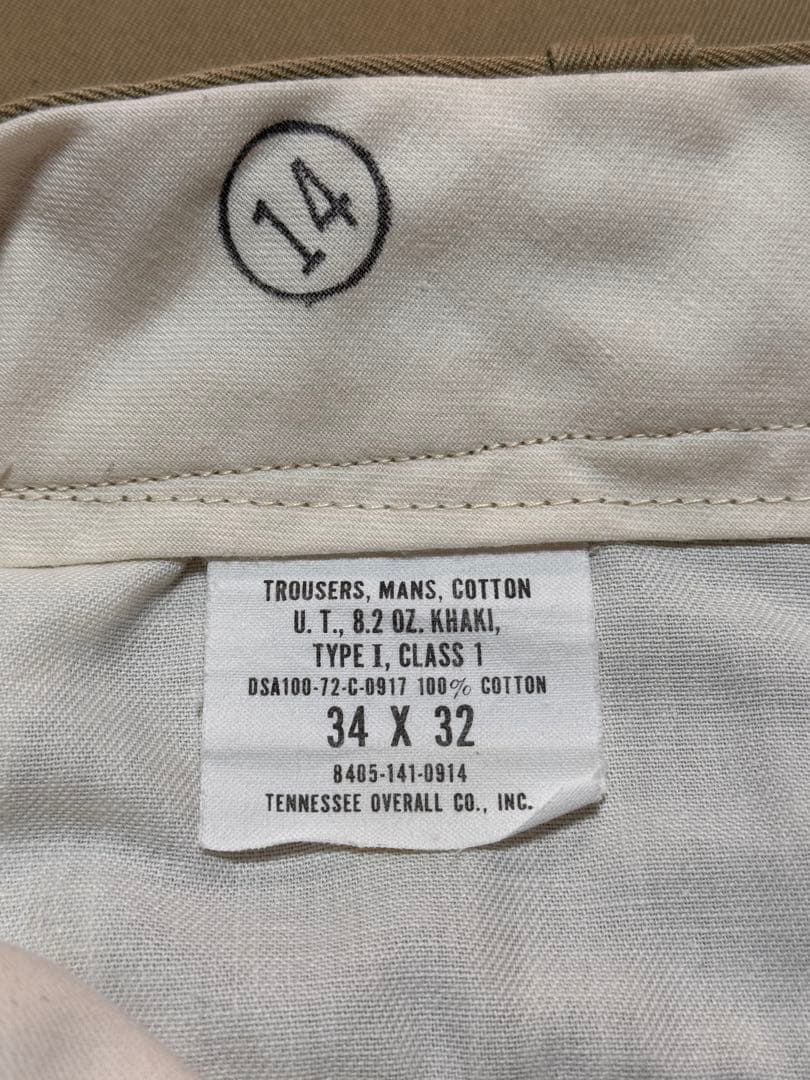 14
TROUSERS, MANS, COTTON
U. T., 8.2 OZ. KHAKI,
TYPE I, CLASS 1
DSA100-72-C-0917 100% COTTON
34 X 32
8405-141-0914
TENNESSEE OVERALL CO., INC.